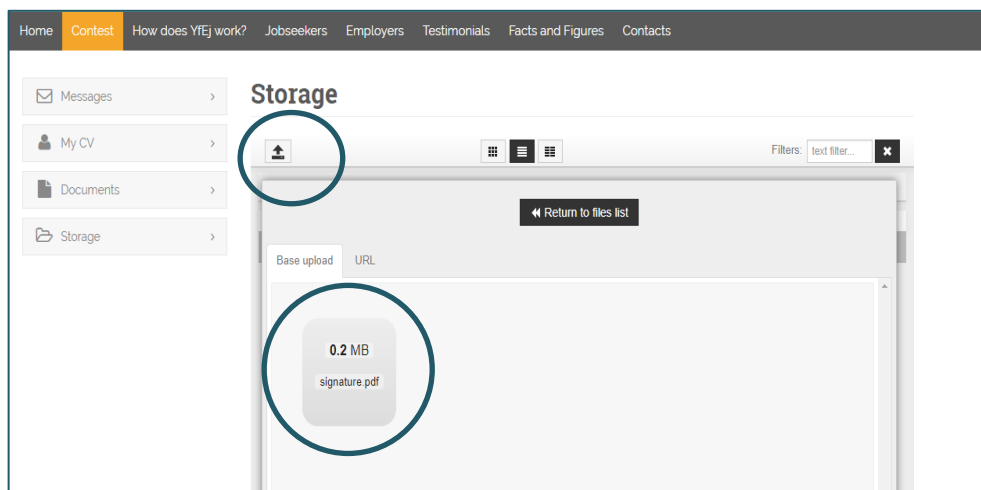 Home Contest How does YfEj work? Jobseekers Employers Testimonials Facts and Figures Contacts
Messages
My CV
Documents
Storage
Storage
Filters: text filter...
Return to files list
Base upload URL
0.2 MB
signature.pdf